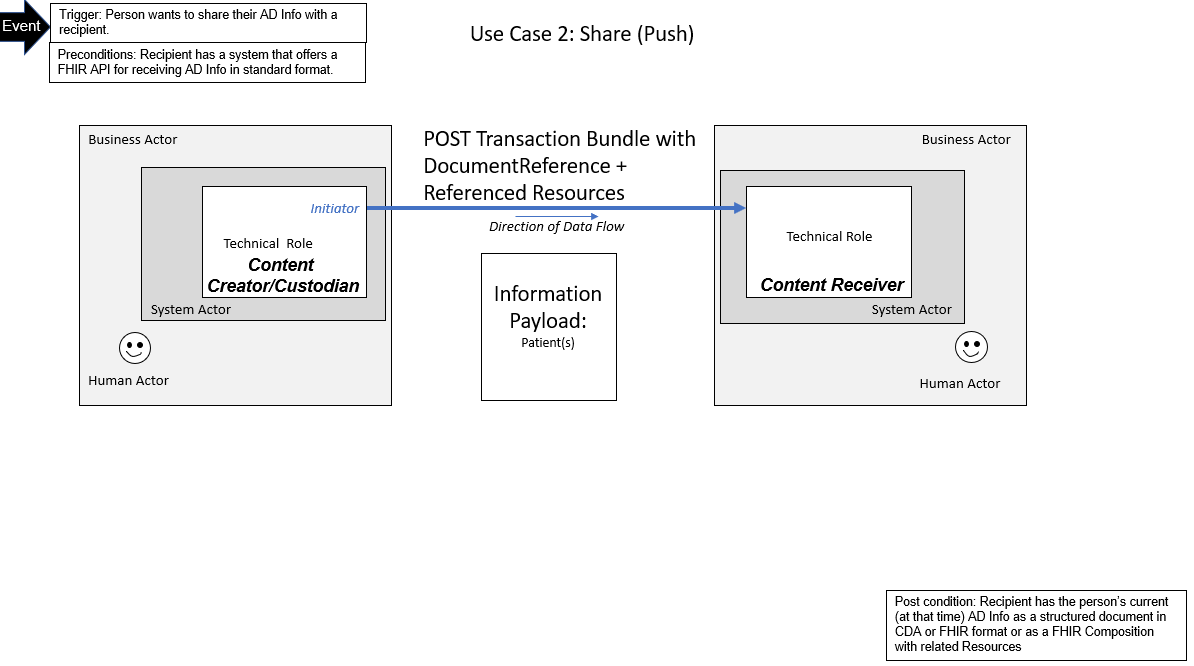 Event
Trigger: Person wants to share their AD Info with a
recipient.
Preconditions: Recipient has a system that offers a
FHIR API for receiving AD Info in standard format.
Use Case 2: Share (Push)
Business Actor
Initiator
Technical  Role
Content
Creator/Custodian
System Actor
Human Actor
POST Transaction Bundle with
DocumentReference +
Referenced Resources
Direction of Data Flow
Information
Payload:
Patient(s)
Business Actor
Technical Role
Content Receiver
System Actor
Human Actor
Post condition: Recipient has the person’s current
(at that time) AD Info as a structured document in
CDA or FHIR format or as a FHIR Composition
with related Resources